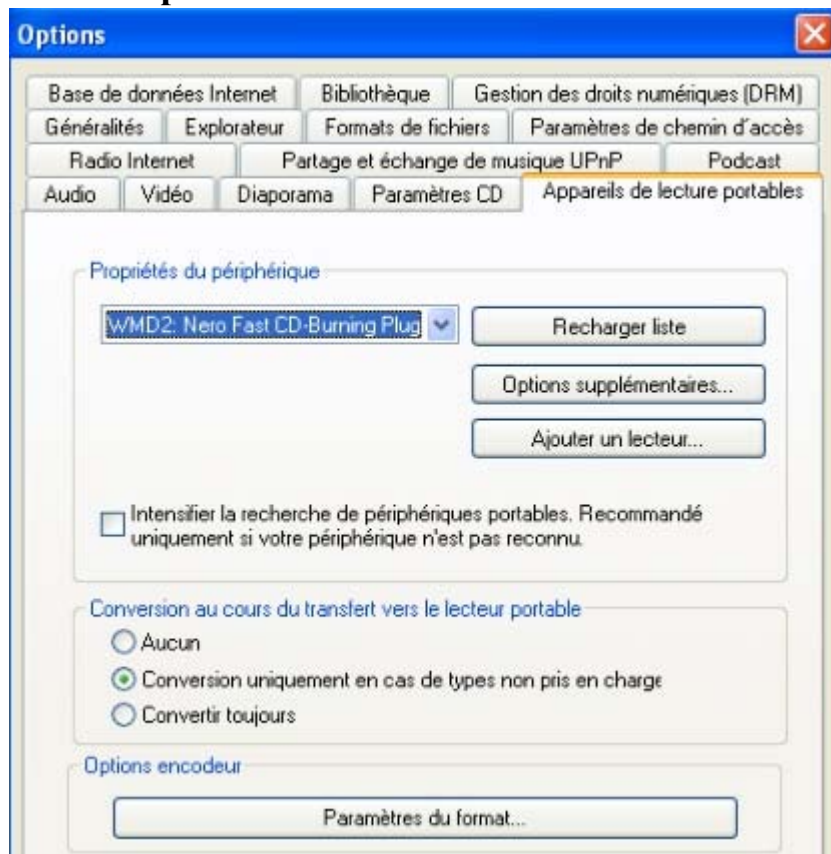 Options
Base de données Internet
Bibliothèque
Gestion des droits numériques (DRM)
Généralités
Explorateur
Formats de fichiers
Paramètres de chemin d'accès
Radio Internet
Partage et échange de musique UPnP
Podcast
Audio
Vidéo
Diaporama
Paramètres CD
Appareils de lecture portables
Propriétés du périphérique
WMD2: Nero Fast CD-Burning Plug
Recharger liste
Options supplémentaires...
Ajouter un lecteur...
Intensifier la recherche de périphériques portables. Recommandé
uniquement si votre périphérique n'est pas reconnu.
Conversion au cours du transfert vers le lecteur portable
Aucun
Conversion uniquement en cas de types non pris en charge
Convertir toujours
Options encodeur
Paramètres du format...